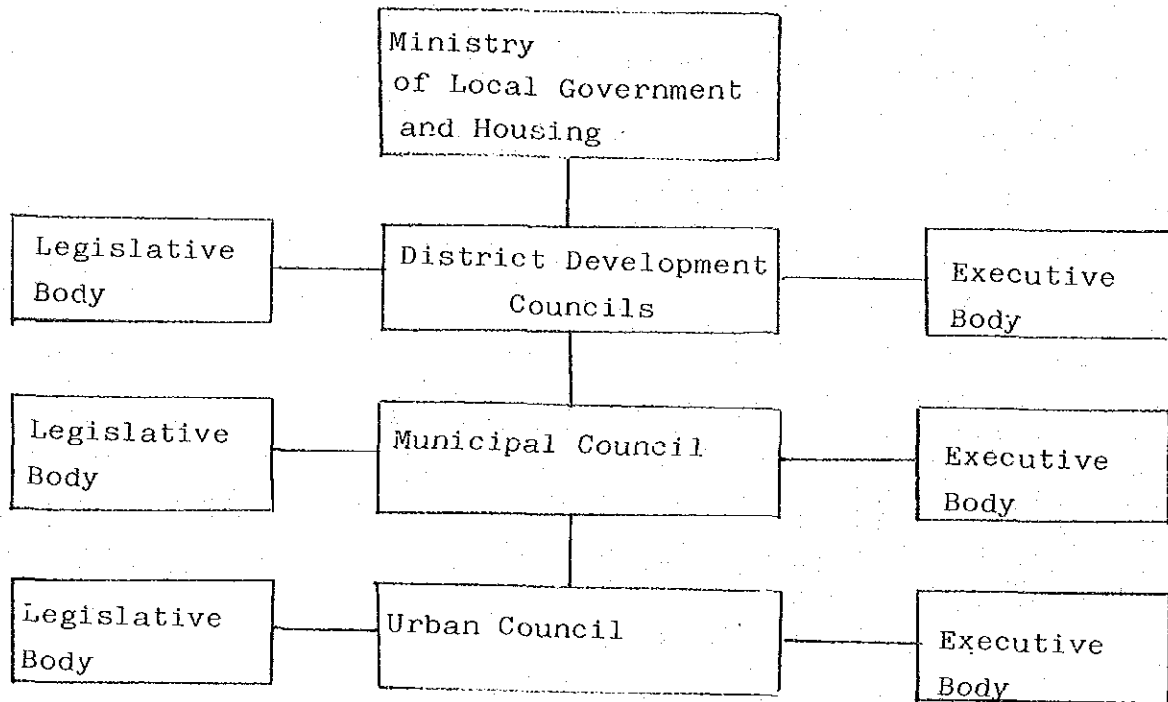 Ministry
of Local Government
and Housing
Legislative
Body
District Development
Councils
Executive
Body
Legislative
Body
Municipal Council
Executive
Body
Legislative
Body
Urban Council
Executive
Body